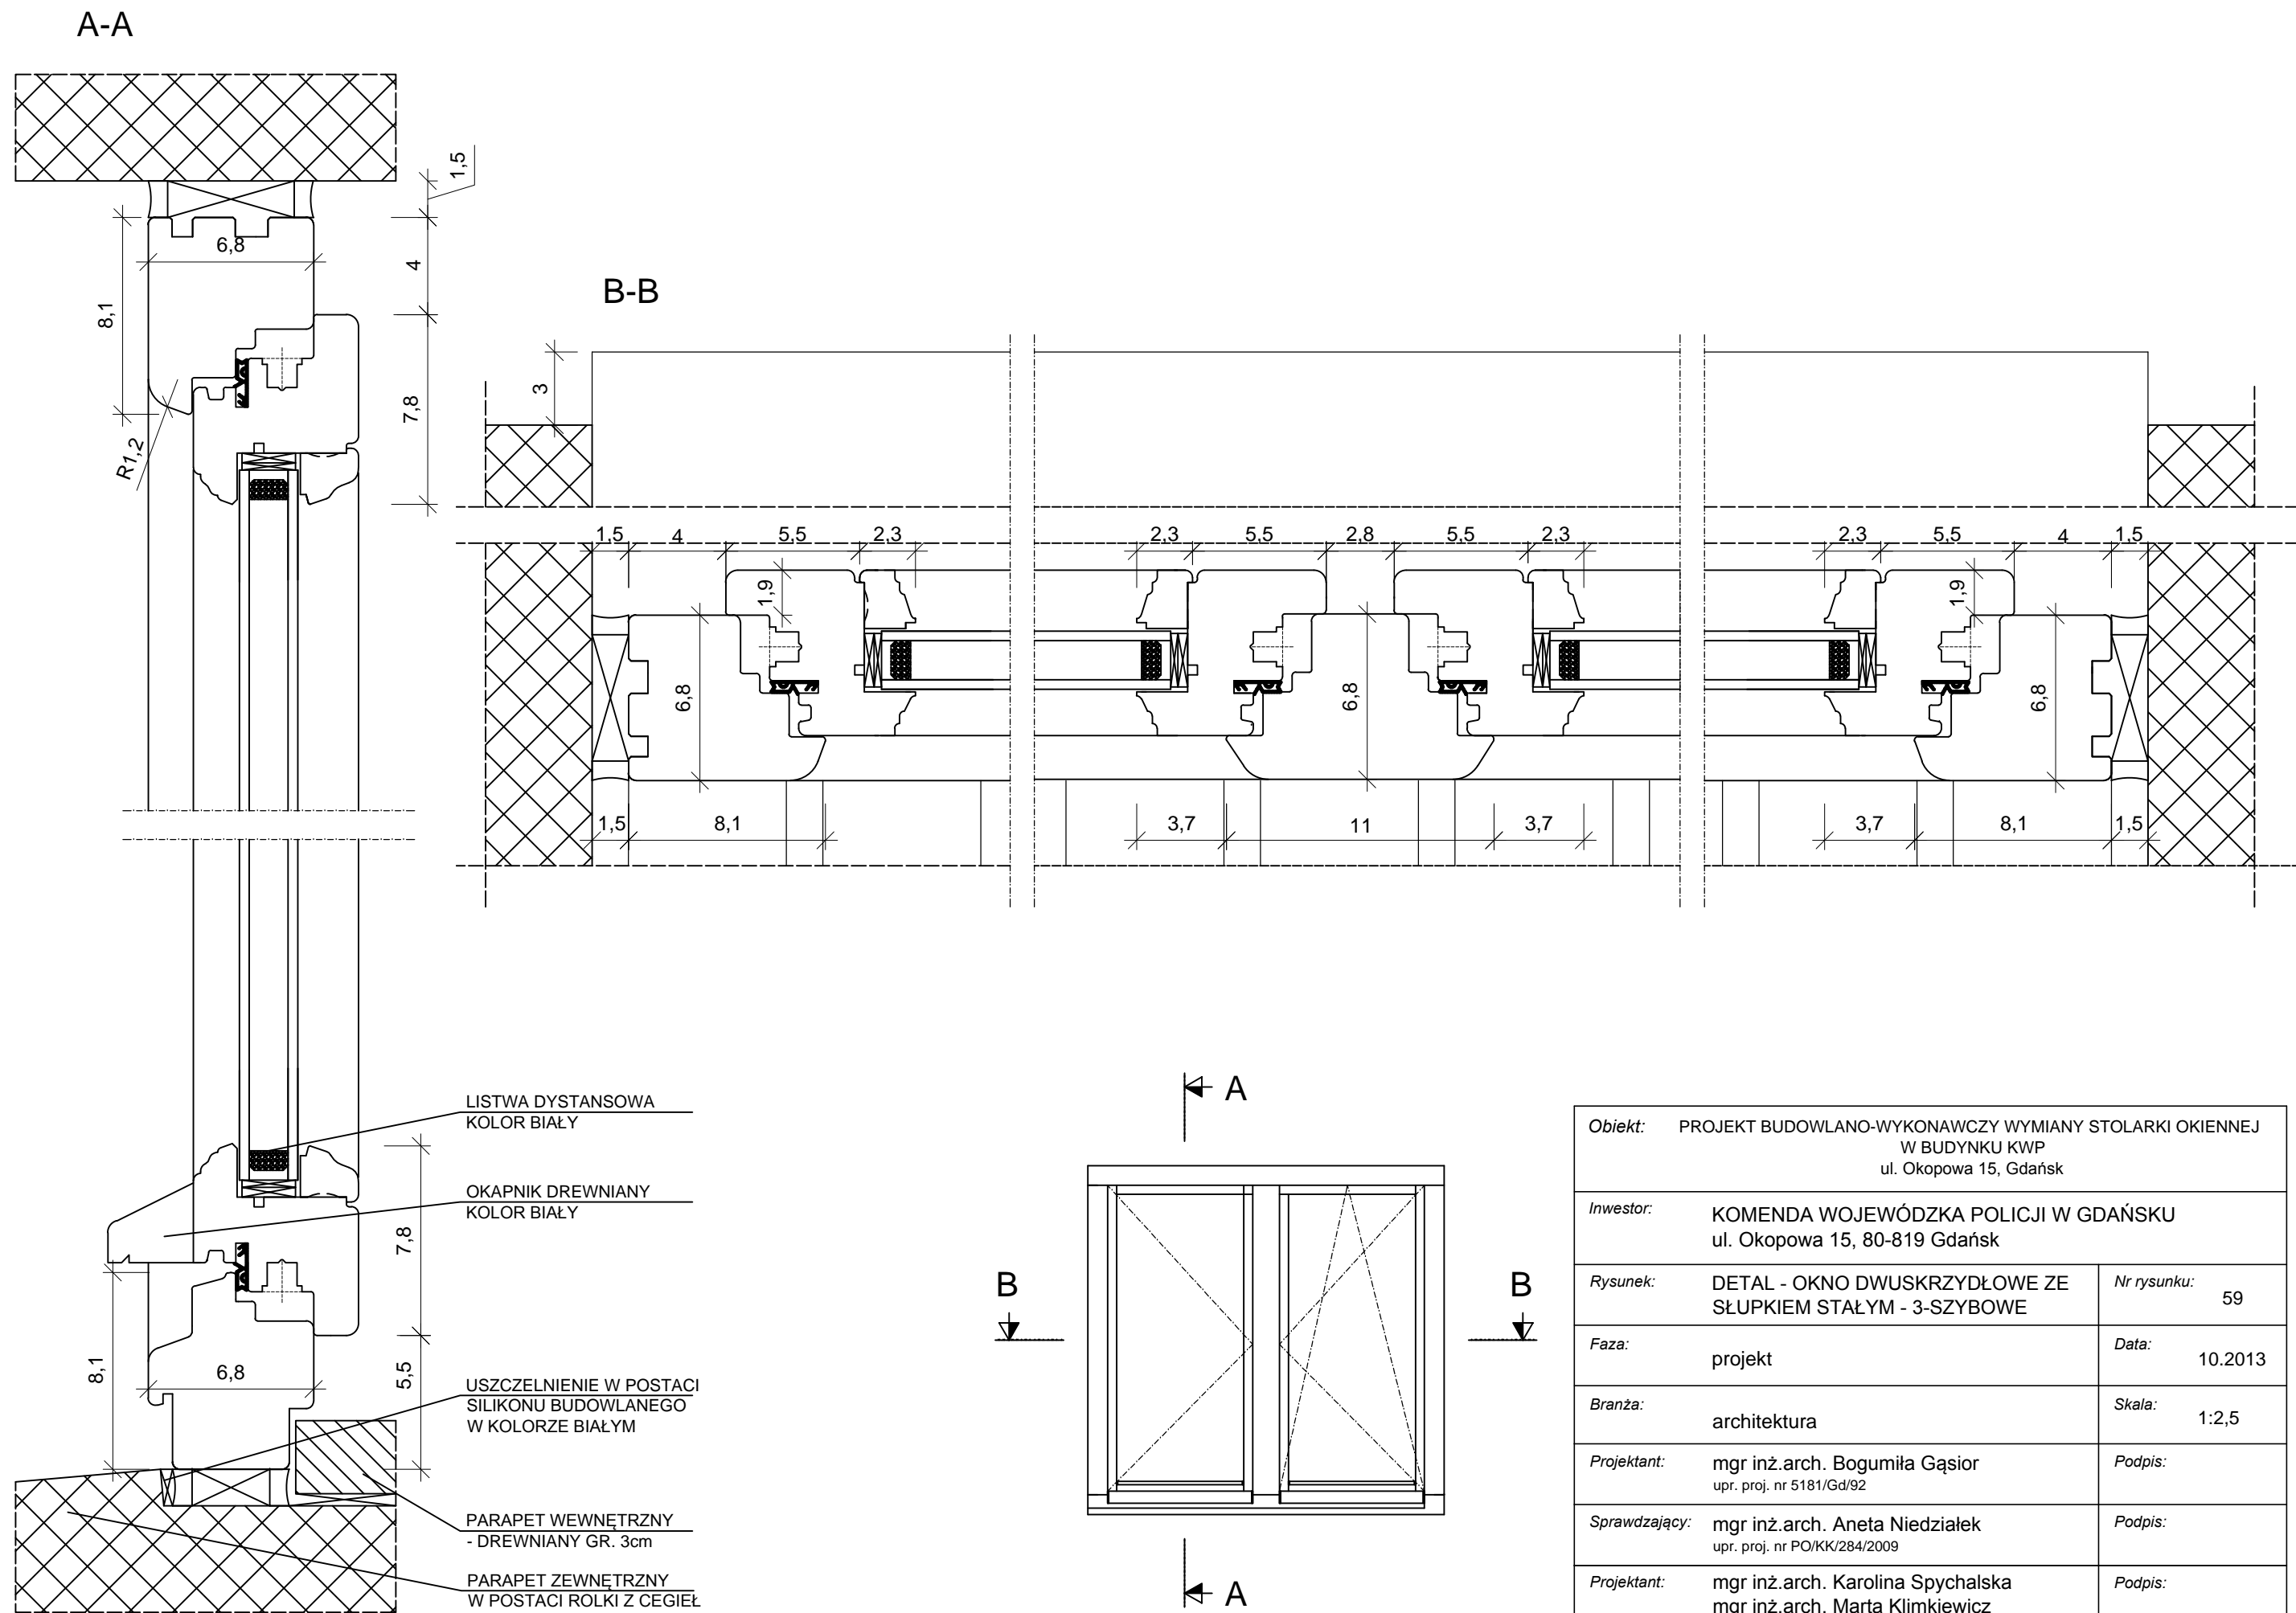 A-A
1,5
6,8
4
8,1
7,8
R1,2
B-B
3
1,5
4
5,5
2,3
2,3
5,5
2,8
5,5
2,3
2,3
5,5
4
1,5
1,9
1,9
6,8
6,8
6,8
1,5
8,1
3,7
11
3,7
3,7
8,1
1,5
LISTWA DYSTANSOWA
KOLOR BIAŁY
OKAPNIK DREWNIANY
KOLOR BIAŁY
7,8
8,1
6,8
5,5
USZCZELNIENIE W POSTACI
SILIKONU BUDOWLANEGO
W KOLORZE BIAŁYM
PARAPET WEWNĘTRZNY
- DREWNIANY GR. 3cm
PARAPET ZEWNĘTRZNY
W POSTACI ROLKI Z CEGIEŁ
A
B
B
A
Obiekt: PROJEKT BUDOWLANO-WYKONAWCZY WYMIANY STOLARKI OKIENNEJ
W BUDYNKU KWP
ul. Okopowa 15, Gdańsk
Inwestor: KOMENDA WOJEWÓDZKA POLICJI W GDAŃSKU
ul. Okopowa 15, 80-819 Gdańsk
Rysunek: DETAL - OKNO DWUSKRZYDŁOWE ZE
SŁUPKIEM STAŁYM - 3-SZYBOWE
Nr rysunku:
59
Faza:
projekt
Data:
10.2013
Branża:
architektura
Skala:
1:2,5
Projektant: mgr inż.arch. Bogumiła Gąsior
upr. proj. nr 5181/Gd/92
Podpis:
Sprawdzający: mgr inż.arch. Aneta Niedziałek
upr. proj. nr PO/KK/284/2009
Podpis:
Projektant: mgr inż.arch. Karolina Spychalska
mgr inż.arch. Marta Klimkiewicz
Podpis: